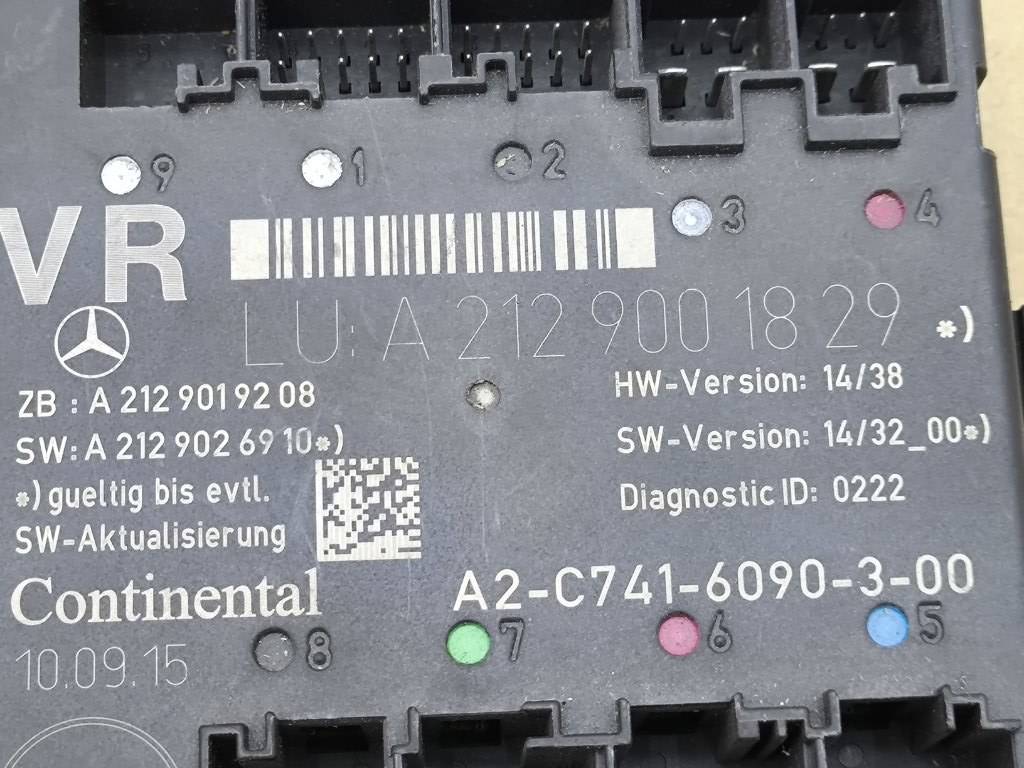 9 1 2
3 4
VR
LU: A 212 900 18 29 *)
ZB : A 212 901 92 08
HW-Version: 14/38
SW: A 212 902 69 10*)
SW-Version: 14/32_00*)
*) gueltig bis evtl.
Diagnostic ID: 0222
SW-Aktualisierung
Continental
A2-C741-6090-3-00
8 7 6 5
10.09.15